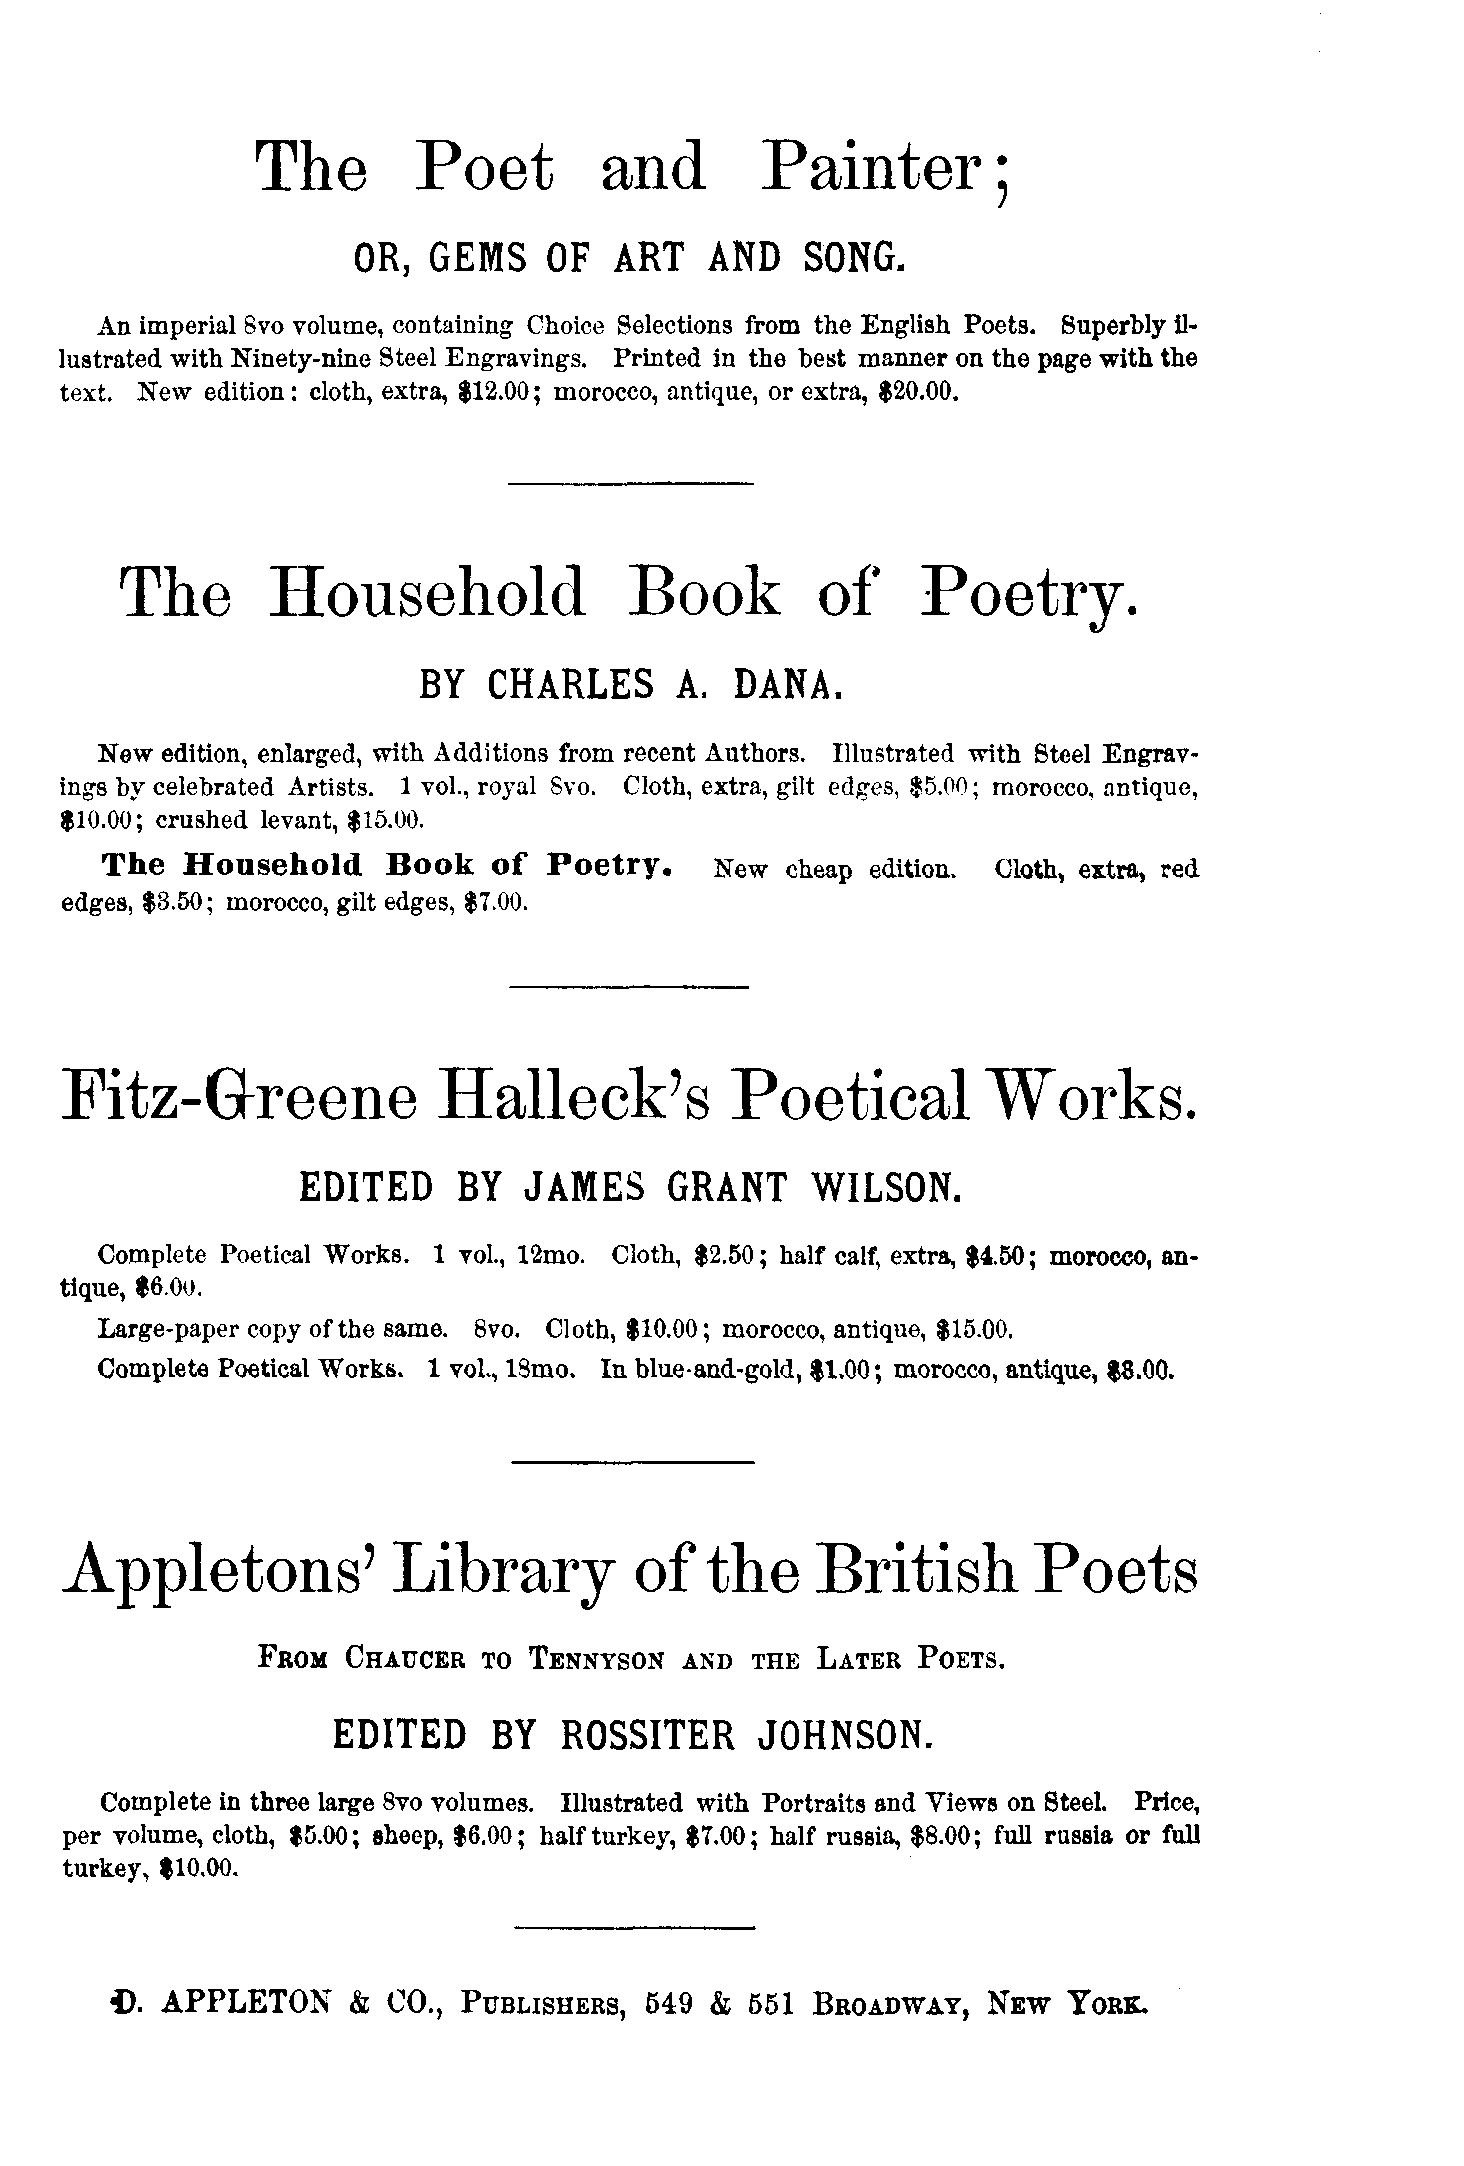 The Poet and Painter;
OR, GEMS OF ART AND SONG.
An imperial 8vo volume, containing Choice Selections from the English Poets. Superbly il-
lustrated with Ninety-nine Steel Engravings. Printed in the best manner on the page with the
text. New edition: cloth, extra, $12.00; morocco, antique, or extra, $20.00.
The Household Book of Poetry.
BY CHARLES A. DANA.
New edition, enlarged, with Additions from recent Authors. Illustrated with Steel Engrav-
ings by celebrated Artists. 1 vol., royal 8vo. Cloth, extra, gilt edges, $5.00; morocco, antique,
$10.00; crushed levant, $15.00.
The Household Book of Poetry. New cheap edition. Cloth, extra, red
edges, $3.50; morocco, gilt edges, $7.00.
Fitz-Greene Halleck's Poetical Works.
EDITED BY JAMES GRANT WILSON.
Complete Poetical Works. 1 vol., 12mo. Cloth, $2.50; half calf, extra, $4.50; morocco, an-
tique, $6.00.
Large-paper copy of the same. 8vo. Cloth, $10.00; morocco, antique, $15.00.
Complete Poetical Works. 1 vol., 18mo. In blue-and-gold, $1.00; morocco, antique, $3.00.
Appletons' Library of the British Poets
FROM CHAUCER TO TENNYSON AND THE LATER POETS.
EDITED BY ROSSITER JOHNSON.
Complete in three large 8vo volumes. Illustrated with Portraits and Views on Steel. Price,
per volume, cloth, $5.00; sheep, $6.00; half turkey, $7.00; half russia, $8.00; full russia or full
turkey, $10.00.
D. APPLETON & CO., PUBLISHERS, 549 & 551 BROADWAY, NEW YORK.